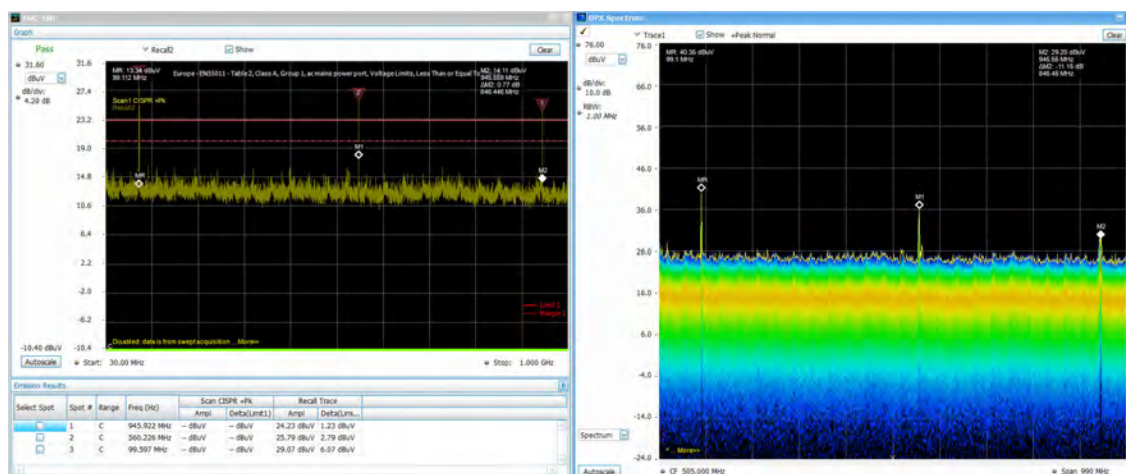 EMC-EMI
Graph
Pass
Recall2
Show
Clear
31.60
dBuV
dB/div:
4.20 dB
31.6
27.4
23.2
19.0
14.8
10.6
6.4
2.2
-2.0
-6.2
-10.4
-10.40 dBuV
MR: 13.34 dBuV
99.112 MHz
Europe - EN55011 - Table 2, Class A, Group 1, ac mains power port, Voltage Limits, Less Than or Equal To
M2: 14.11 dBuV
ΔM2: 0.77 dB
Scan1 CISPR +Pk
Recall2
2
1
MR
M1
M2
Limit 1
Margin 1
Disabled: data is from swept acquisition ...More>>
Autoscale
Start: 30.00 MHz
Stop: 1.000 GHz
Emission Results
Select Spot Spot # Range Freq (Hz) Scan CISPR +Pk Recall Trace
Ampl Delta(Limit1) Ampl Delta(Lim...
1 C 945.922 MHz -- dBuV -- dBuV 24.23 dBuV 1.23 dBuV
2 C 560.226 MHz -- dBuV -- dBuV 25.79 dBuV 2.79 dBuV
3 C 99.597 MHz -- dBuV -- dBuV 29.07 dBuV 6.07 dBuV
DPX Spectrum
Trace1
Show
+Peak Normal
Clear
76.00
dBuV
dB/div:
10.0 dB
RBW:
1.00 MHz
76.0
66.0
56.0
46.0
36.0
26.0
16.0
6.0
-4.0
-14.0
-24.0
MR: 40.36 dBuV
99.1 MHz
M2: 29.20 dBuV
945.56 MHz
ΔM2: -11.16 dB
846.46 MHz
MR
M1
M2
* ...More>>
Spectrum
Autoscale
CF 505.000 MHz
Span 990 MHz